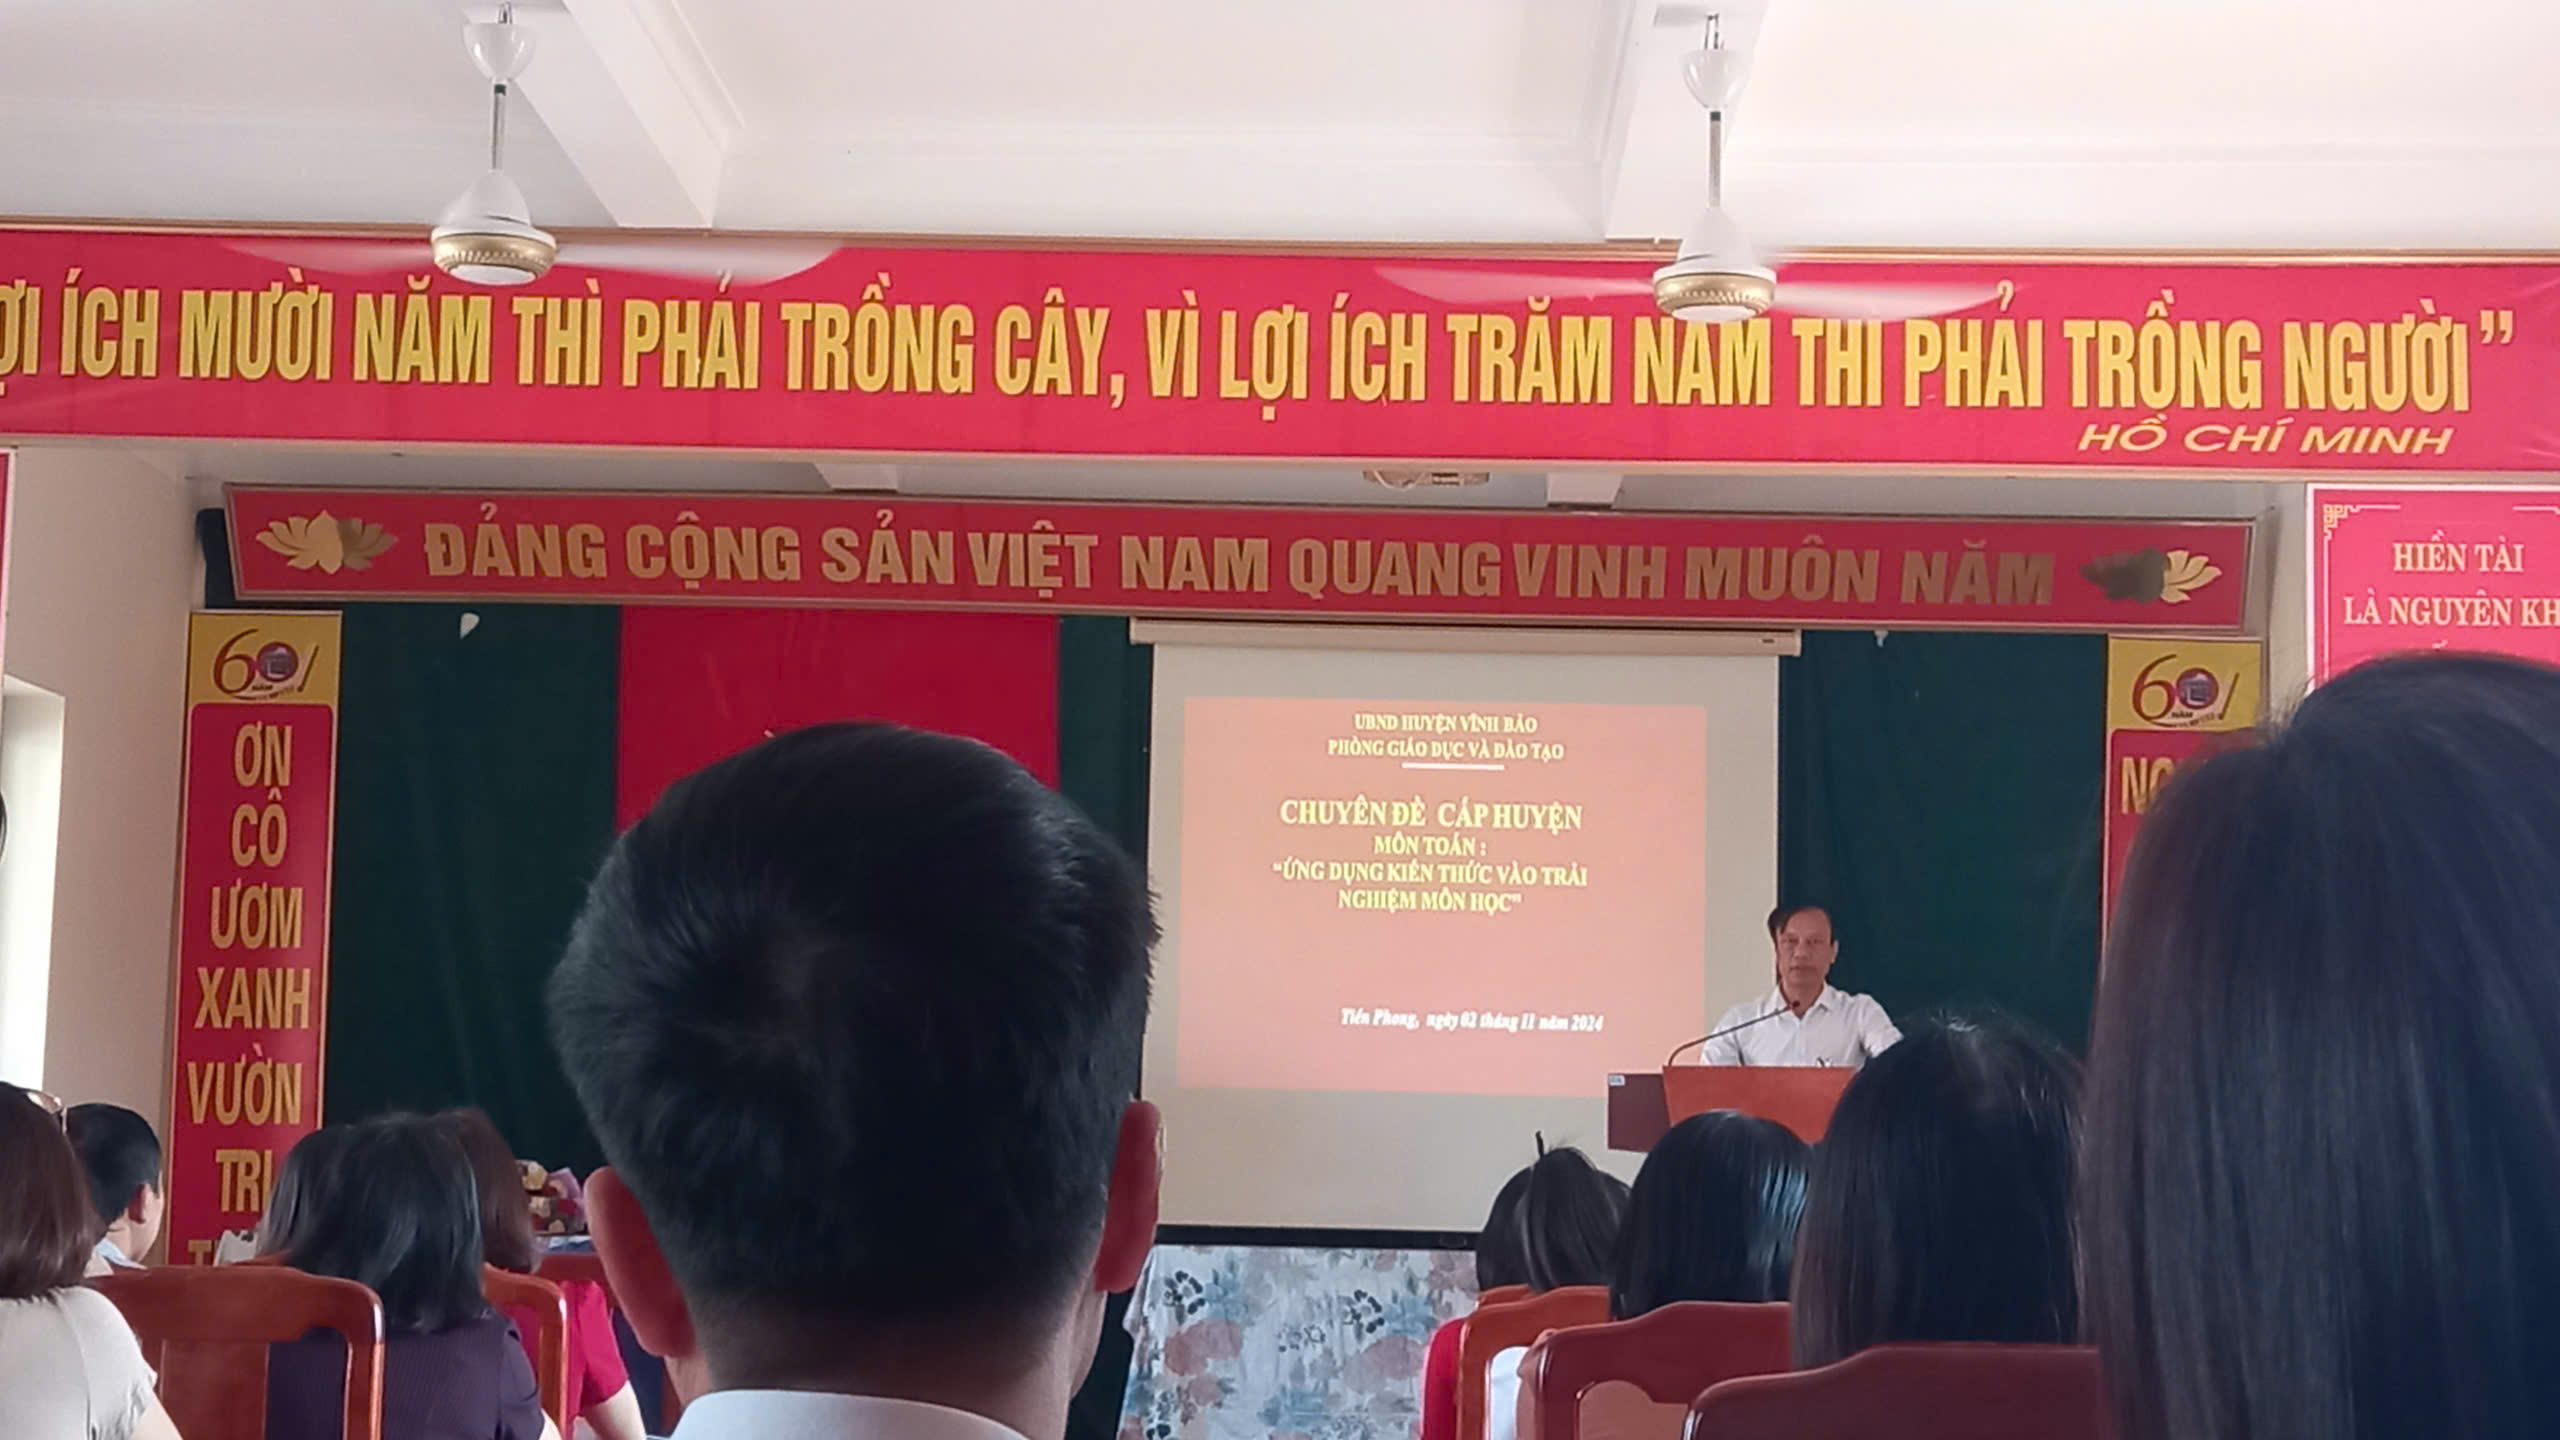 ÍCH MƯỜI NĂM THÌ PHẢI TRỒNG CÂY, VÌ LỢI ÍCH TRĂM NĂM THÌ PHẢI TRỒNG NGƯỜI”
HỒ CHÍ MINH
ĐẢNG CỘNG SẢN VIỆT NAM QUANG VINH MUÔN NĂM
HIỀN TÀI
LÀ NGUYÊN KH
60
NĂM
ƠN
CÔ
ƯƠM
XANH
VƯỜN
TRI
UBND HUYỆN VĨNH BẢO
PHÒNG GIÁO DỤC VÀ ĐÀO TẠO
CHUYÊN ĐỀ CẤP HUYỆN
MÔN TOÁN :
“ỨNG DỤNG KIẾN THỨC VÀO TRẢI
NGHIỆM MÔN HỌC”
Tiền Phong, ngày 02 tháng 11 năm 2024
60
NĂM